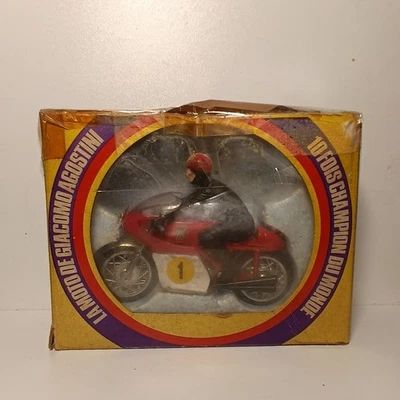 LA MOTO DE GIACOMO AGOSTINI
10 FOIS CHAMPION DU MONDE
1